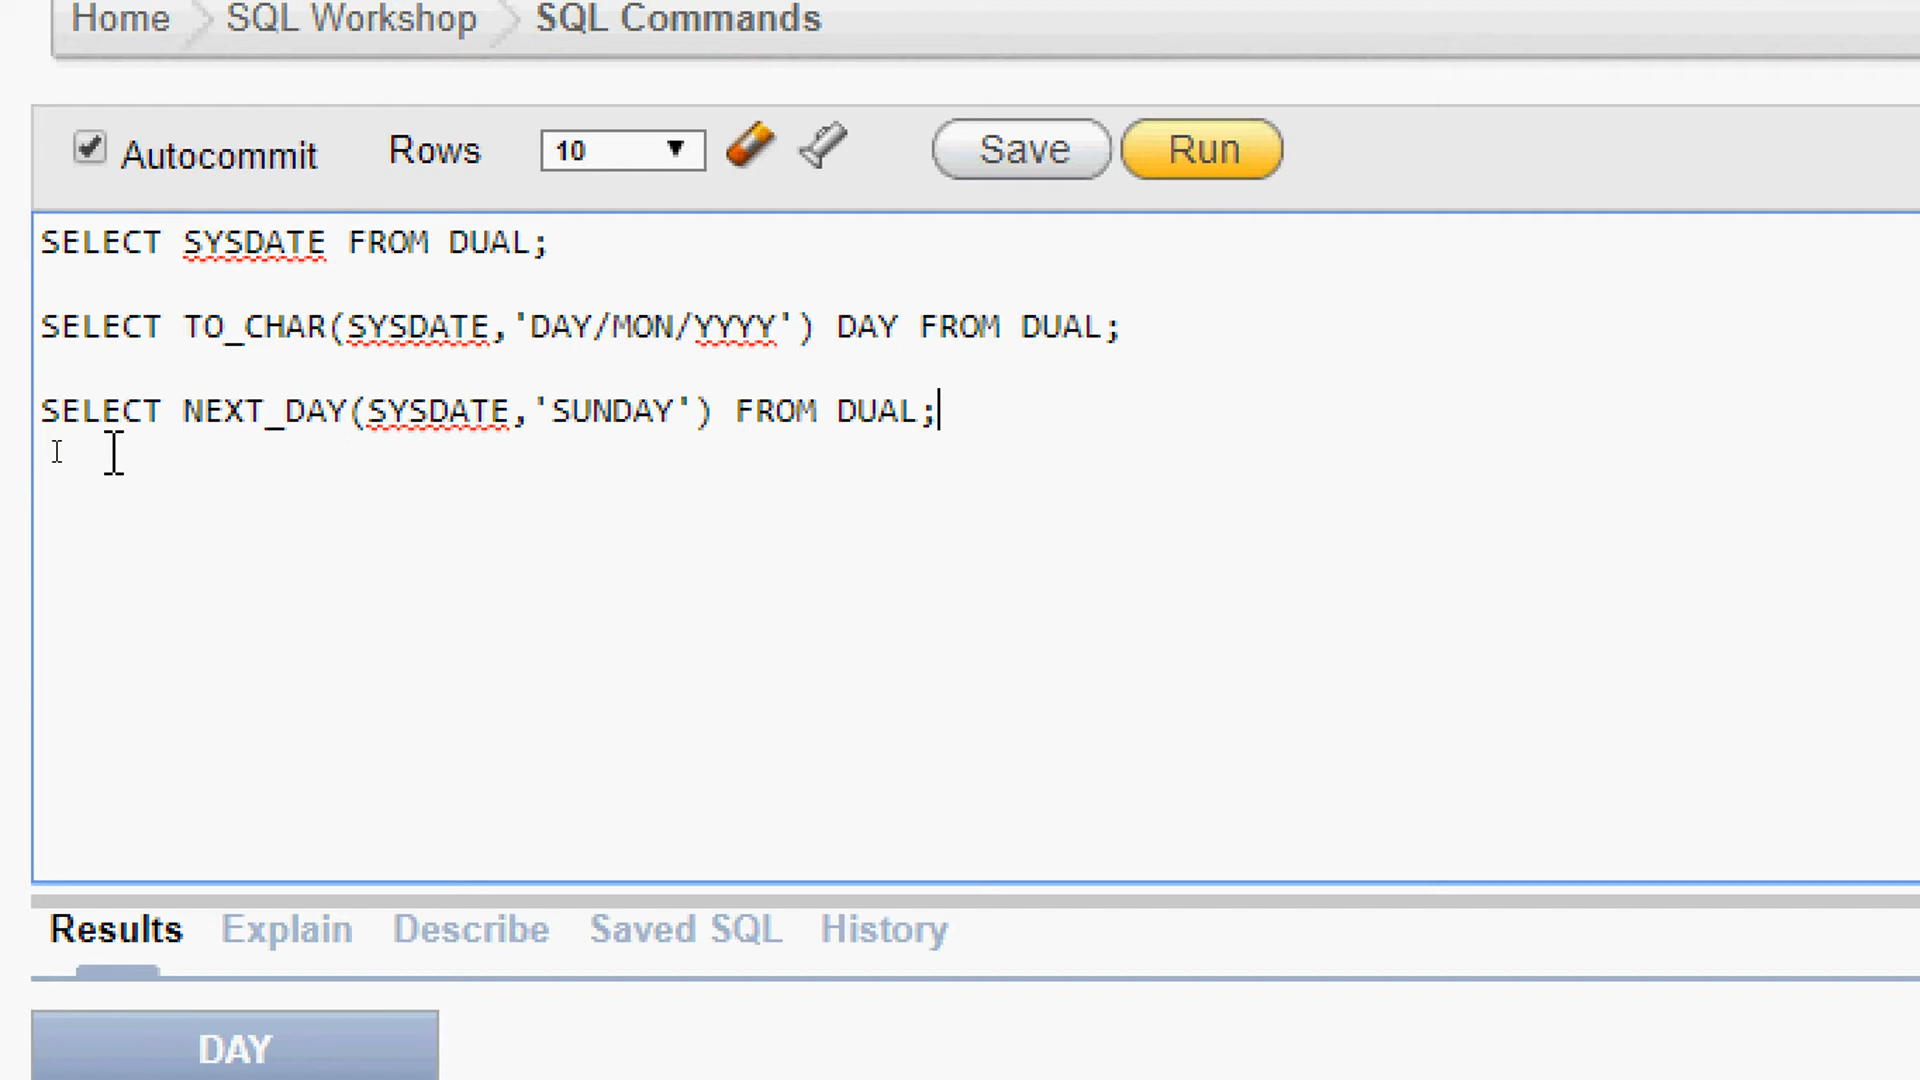 Home SQL Workshop SQL Commands
Autocommit Rows 10 Save Run
SELECT SYSDATE FROM DUAL;
SELECT TO_CHAR(SYSDATE,'DAY/MON/YYYY') DAY FROM DUAL;
SELECT NEXT_DAY(SYSDATE,'SUNDAY') FROM DUAL;
Results Explain Describe Saved SQL History
DAY